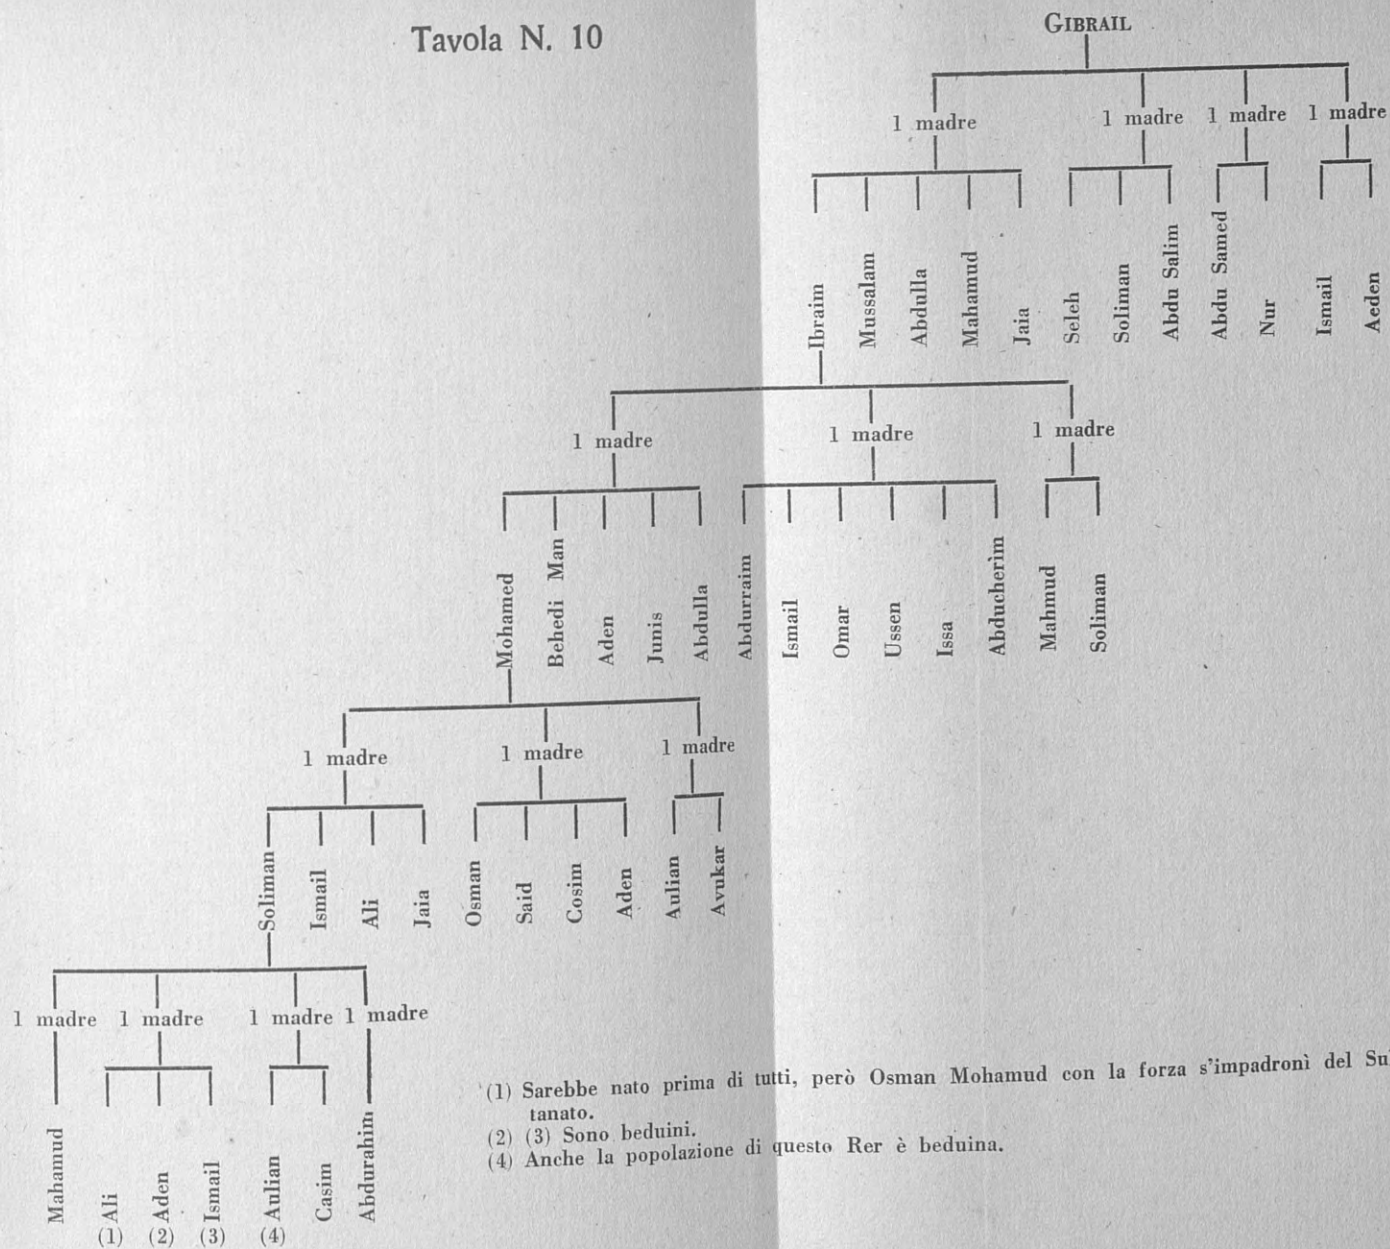 Tavola N. 10
GIBRAIL
1 madre 1 madre 1 madre 1 madre
Ibraim Mussalam Abdulla Mahamud Jaia Seleh Soliman Abdu Salim Abdu Samed Nur Ismail Aeden
1 madre 1 madre 1 madre
Mohamed Behedi Man Aden Junis Abdulla Abdurraim Ismail Omar Ussen Issa Abducherim Mahmud Soliman
1 madre 1 madre 1 madre
Soliman Ismail Ali Jaia Osman Said Cosim Aden Aulian Avukar
1 madre 1 madre 1 madre 1 madre
Mahamud Ali Aden Ismail Aulian Casim Abdurahim
(1) (2) (3) (4)
(1) Sarebbe nato prima di tutti, però Osman Mohamud con la forza s'impadronì del Su
tanato.
(2) (3) Sono beduini.
(4) Anche la popolazione di questo Rer è beduina.